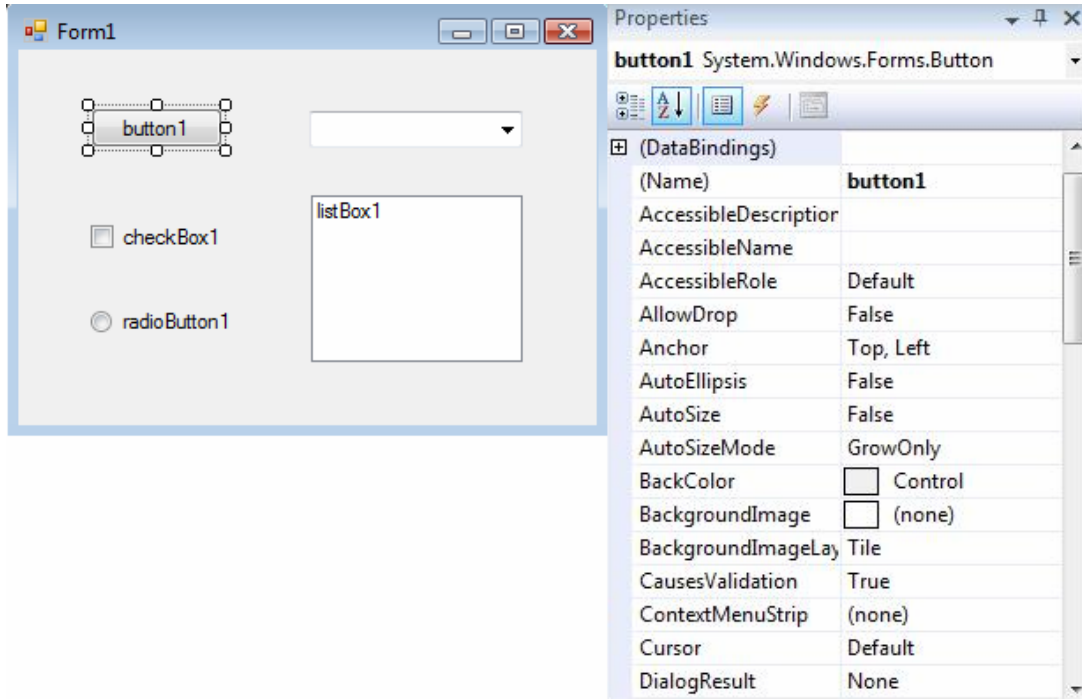 Form1
button1
checkBox1
listBox1
radioButton1
Properties
button1 System.Windows.Forms.Button
(DataBindings)
(Name) button1
AccessibleDescription
AccessibleName
AccessibleRole Default
AllowDrop False
Anchor Top, Left
AutoEllipsis False
AutoSize False
AutoSizeMode GrowOnly
BackColor Control
BackgroundImage (none)
BackgroundImageLay Tile
CausesValidation True
ContextMenuStrip (none)
Cursor Default
DialogResult None